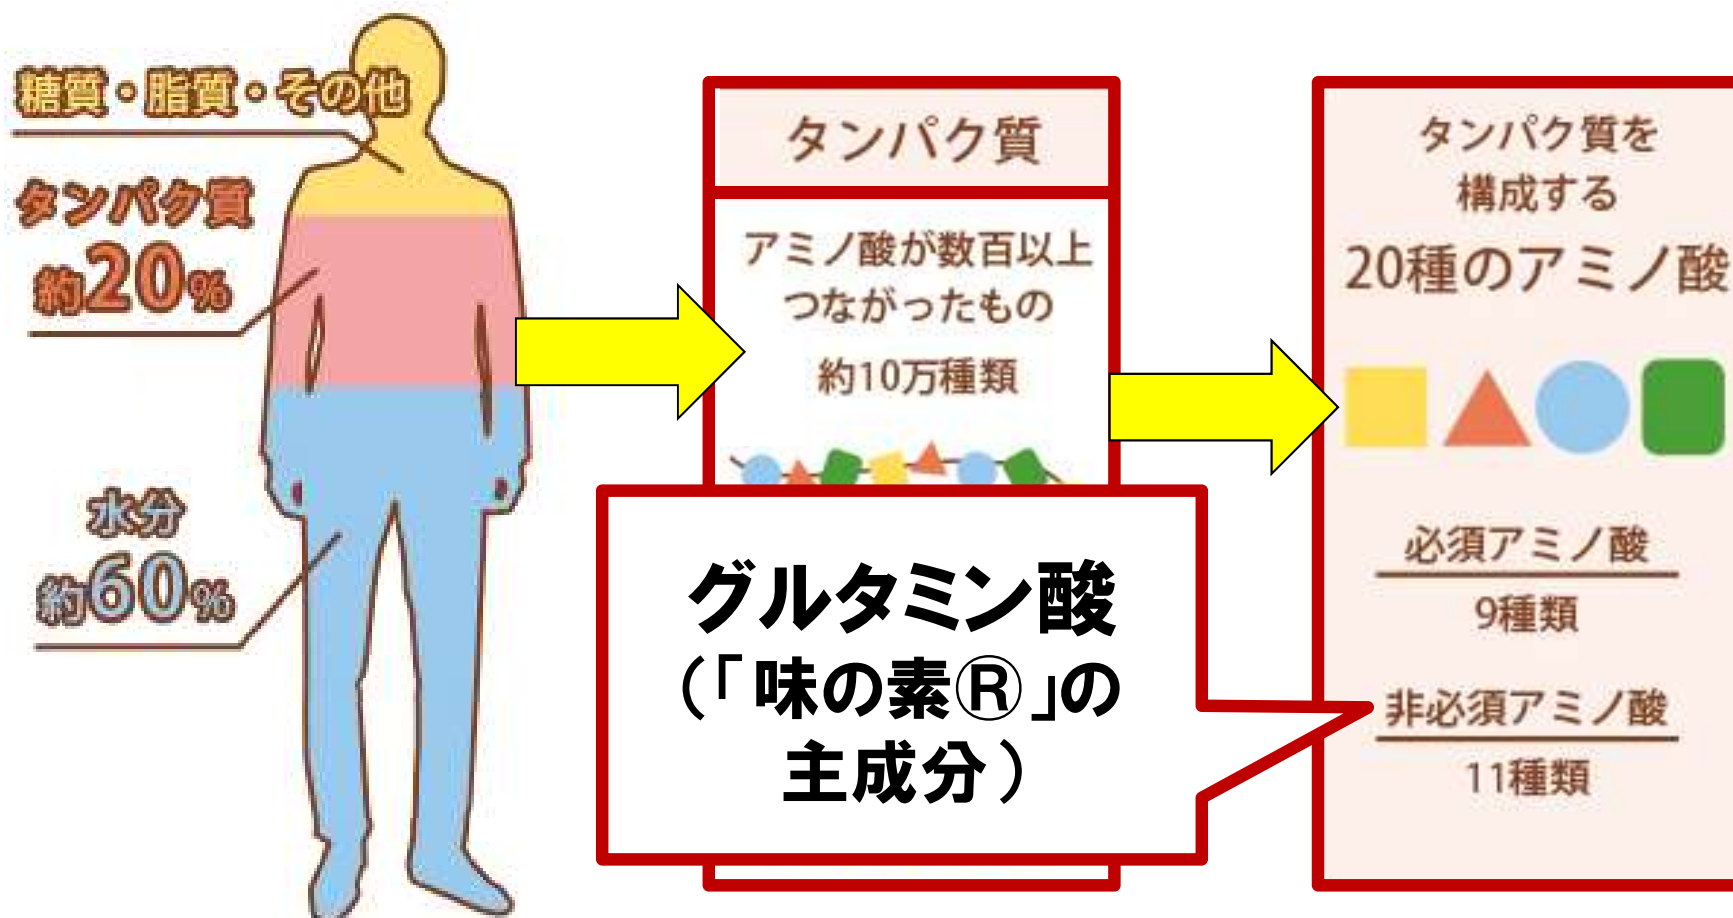 糖質・脂質・その他
タンパク質
約20%
水分
約60%
タンパク質
アミノ酸が数百以上
つながったもの
約10万種類
グルタミン酸
(「味の素®」の
主成分)
タンパク質を
構成する
20種のアミノ酸
必須アミノ酸
9種類
非必須アミノ酸
11種類